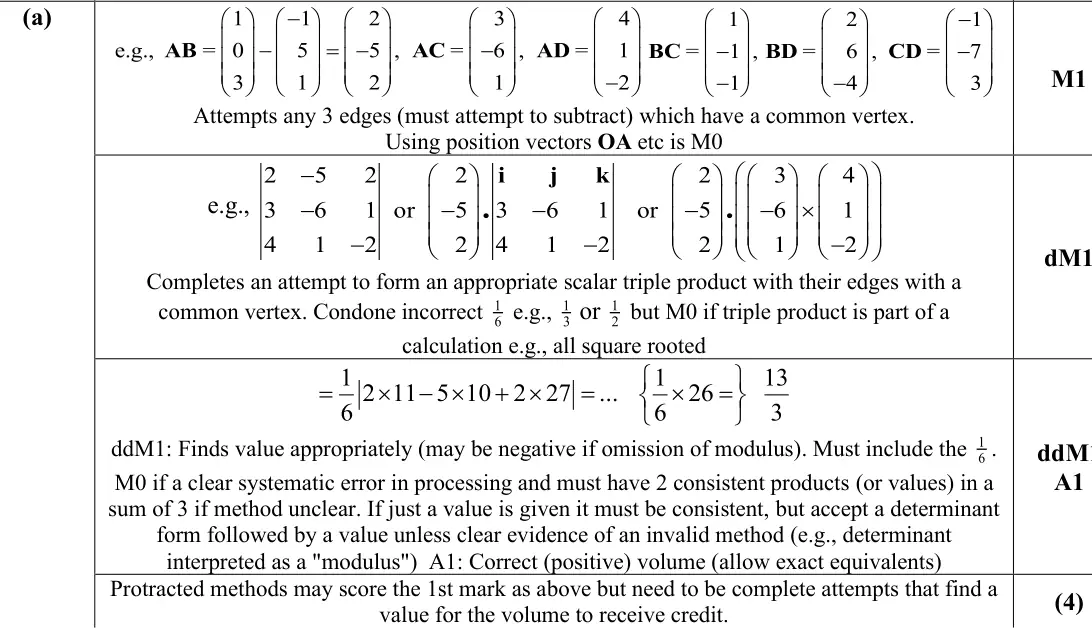 (a)
e.g., AB = (1 0 3) − (−1 5 1) = (2 −5 2), AC = (3 −6 1), AD = (4 1 −2) BC = (1 −1 −1), BD = (2 6 −4), CD = (−1 −7 3)
M1
Attempts any 3 edges (must attempt to subtract) which have a common vertex.
Using position vectors OA etc is M0
e.g., |2 −5 2; 3 −6 1; 4 1 −2| or (2 −5 2) . |i j k; 3 −6 1; 4 1 −2| or (2 −5 2) . ((3 −6 1) × (4 1 −2))
dM1
Completes an attempt to form an appropriate scalar triple product with their edges with a
common vertex. Condone incorrect 1/6 e.g., 1/3 or 1/2 but M0 if triple product is part of a
calculation e.g., all square rooted
= 1/6 |2×11−5×10+2×27| = ... {1/6 ×26 =} 13/3
ddM1: Finds value appropriately (may be negative if omission of modulus). Must include the 1/6.
ddM1
A1
M0 if a clear systematic error in processing and must have 2 consistent products (or values) in a
sum of 3 if method unclear. If just a value is given it must be consistent, but accept a determinant
form followed by a value unless clear evidence of an invalid method (e.g., determinant
interpreted as a "modulus") A1: Correct (positive) volume (allow exact equivalents)
Protracted methods may score the 1st mark as above but need to be complete attempts that find a
value for the volume to receive credit.
(4)